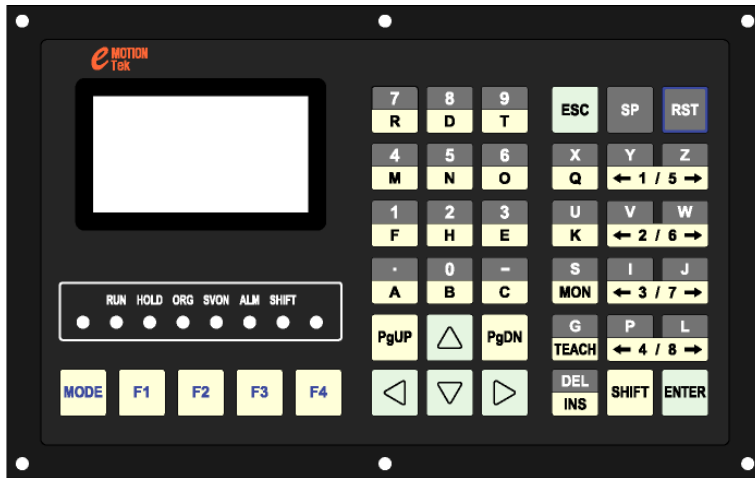 e MOTION
Tek
7 8 9 ESC SP RST
R D T
4 5 6 X Y Z
M N O Q ← 1 / 5 →
1 2 3 U V W
F H E K ← 2 / 6 →
· 0 – S I J
A B C MON ← 3 / 7 →
RUN HOLD ORG SVON ALM SHIFT
PgUP PgDN G P L
TEACH ← 4 / 8 →
MODE F1 F2 F3 F4 DEL SHIFT ENTER
INS